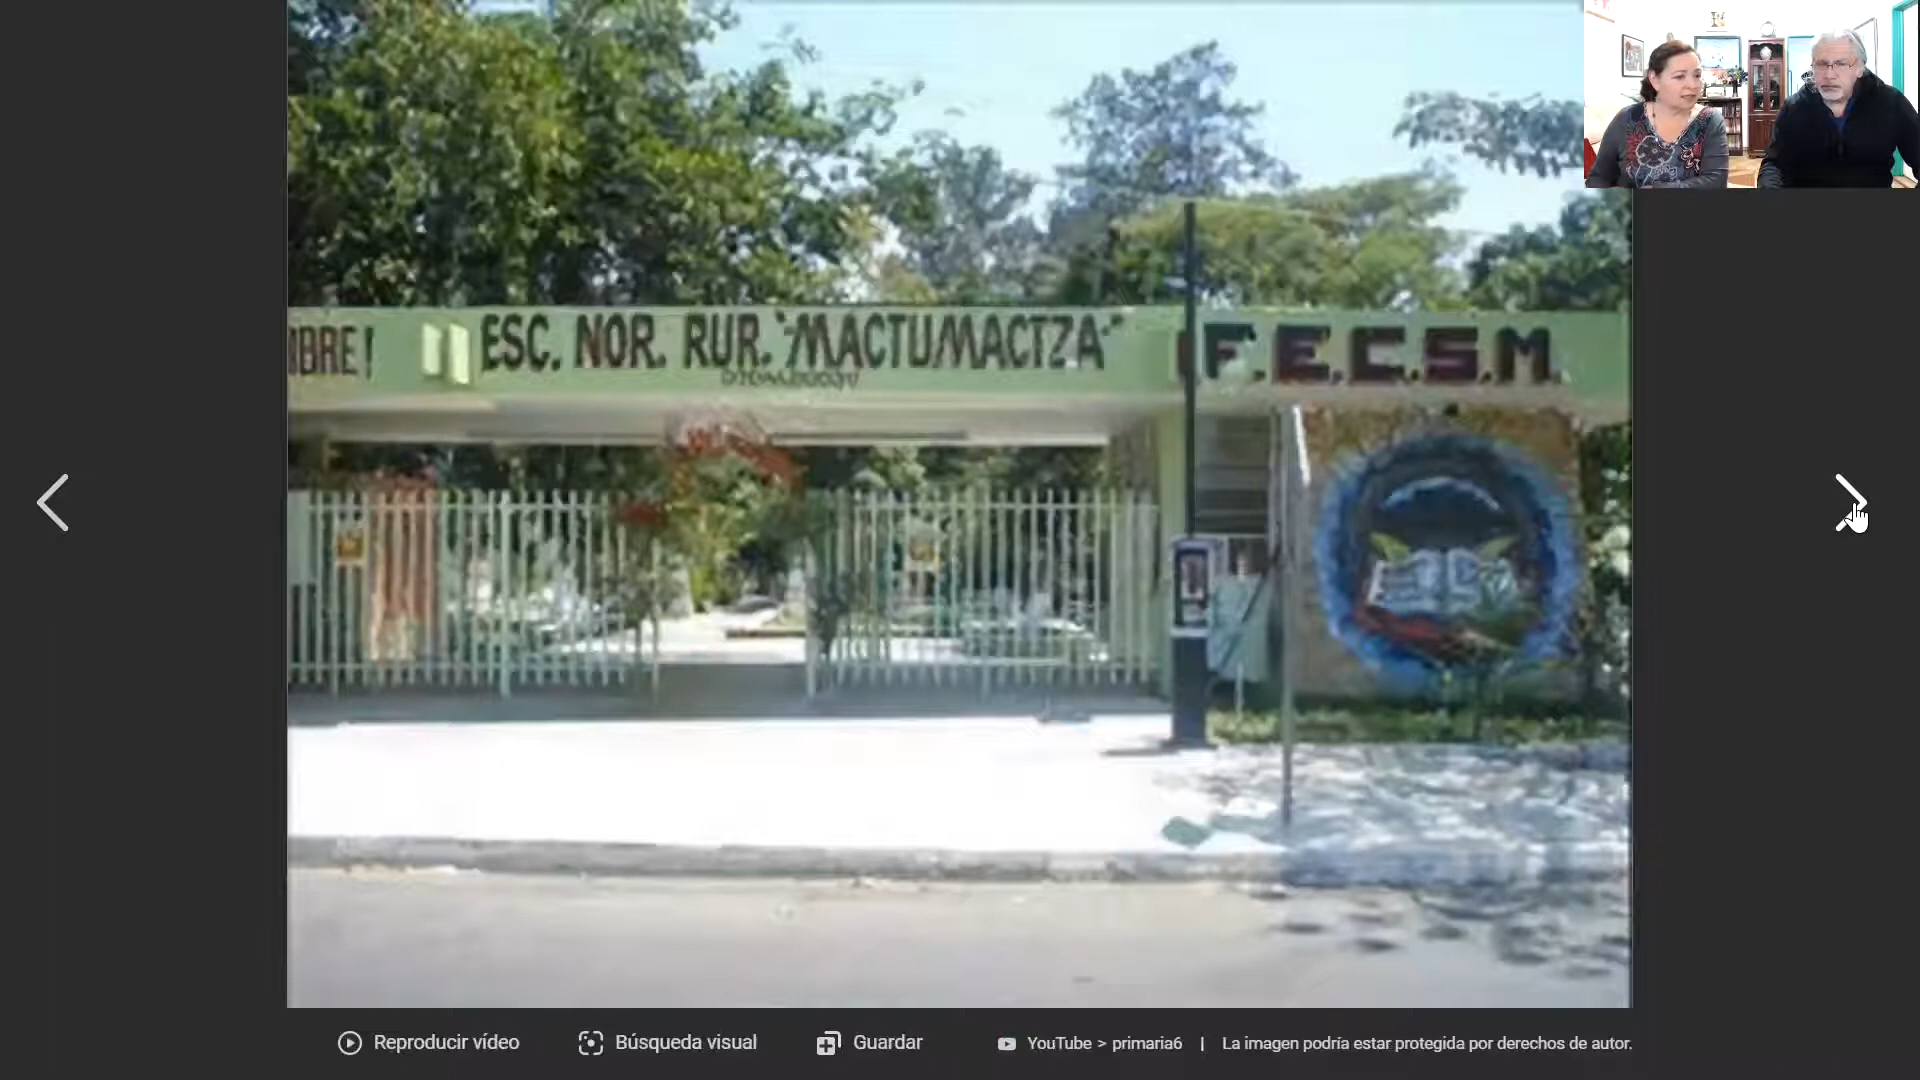 MBRE!
ESC. NOR. RUR. "MACTUMACTZA"
F.E.C.S.M.
Reproducir vídeo
Búsqueda visual
Guardar
YouTube > primaria6 | La imagen podría estar protegida por derechos de autor.